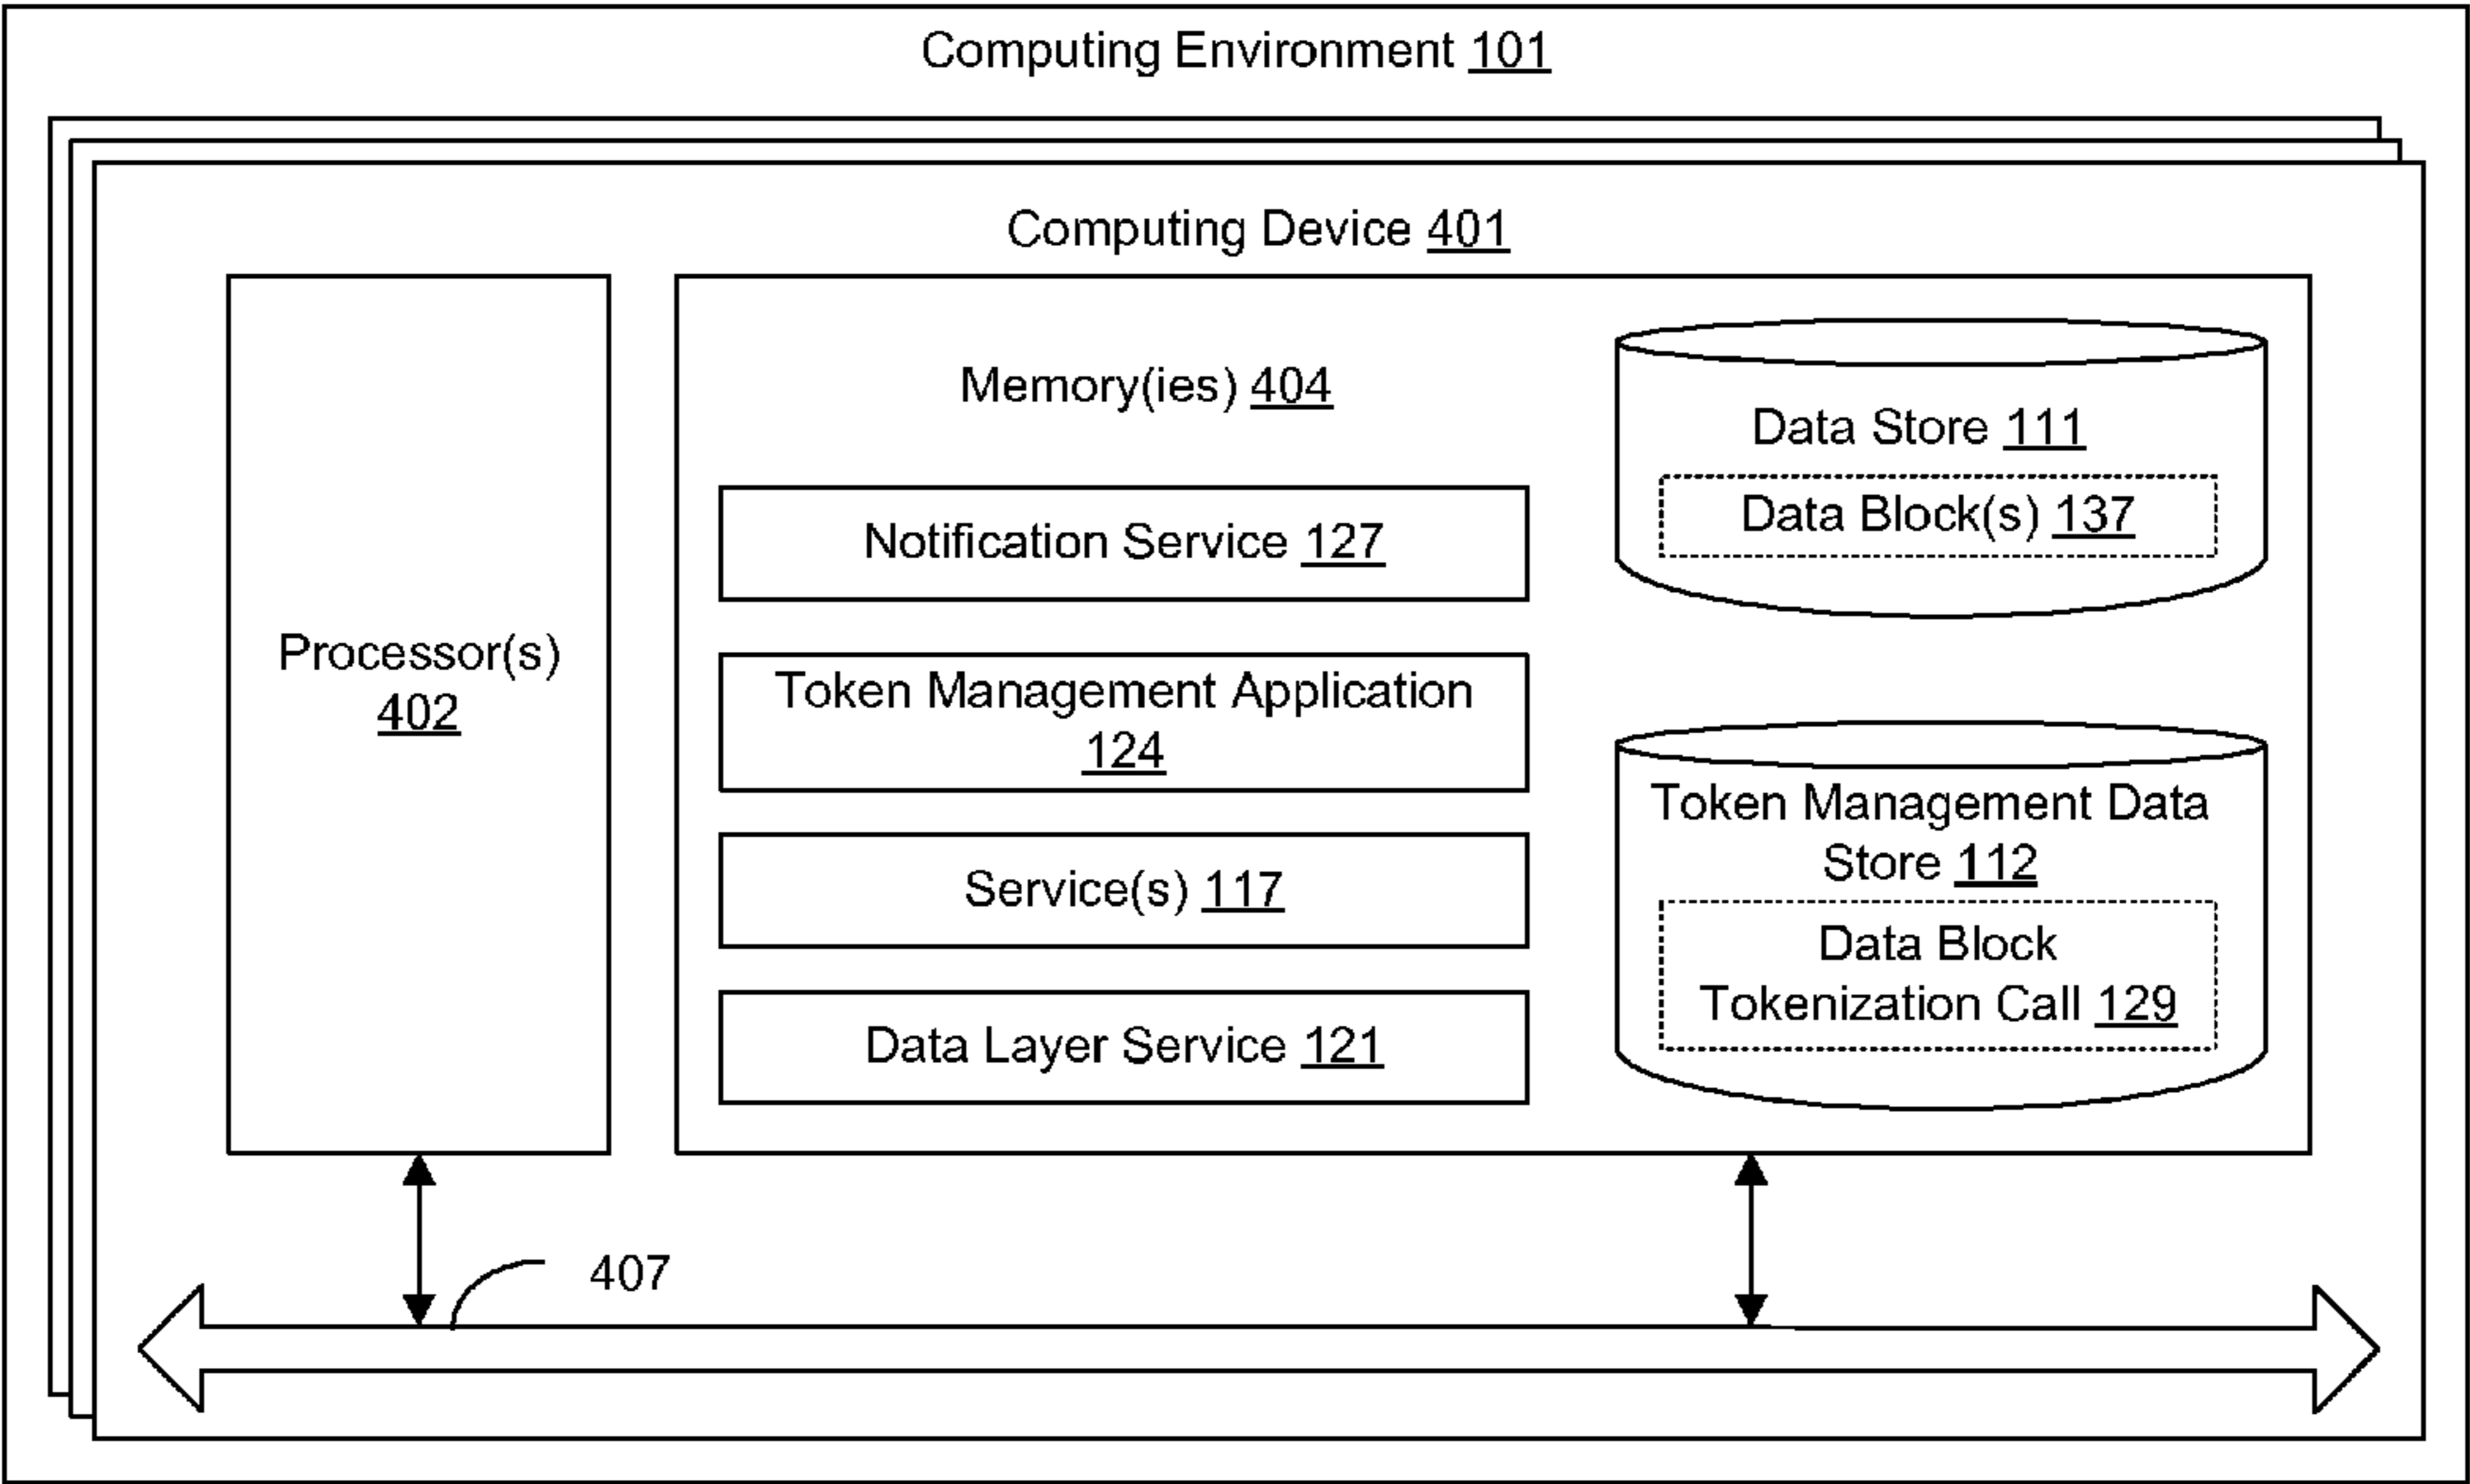 Computing Environment 101
Computing Device 401
Processor(s)
402
Memory(ies) 404
Notification Service 127
Token Management Application
124
Service(s) 117
Data Layer Service 121
Data Store 111
Data Block(s) 137
Token Management Data
Store 112
Data Block
Tokenization Call 129
407